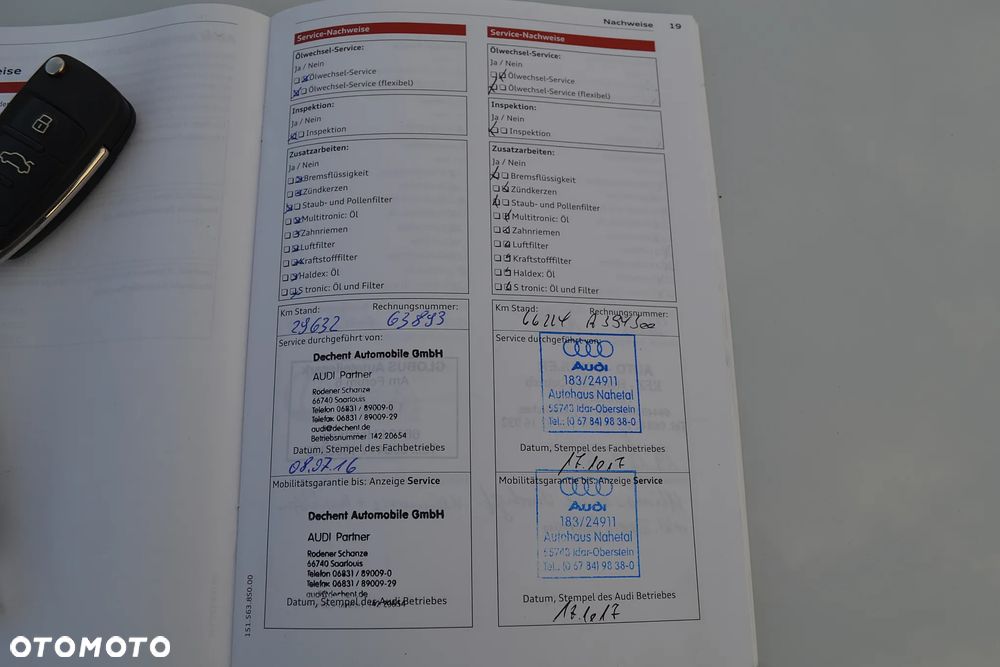 eise
Nachweise 19
Service-Nachweise
Ölwechsel-Service:
Ja / Nein
Ölwechsel-Service
Ölwechsel-Service (flexibel)
Inspektion:
Ja / Nein
Inspektion
Zusatzarbeiten:
Ja / Nein
Bremsflüssigkeit
Zündkerzen
Staub- und Pollenfilter
Multitronic: Öl
Zahnriemen
Luftfilter
Kraftstofffilter
Haldex: Öl
S tronic: Öl und Filter
Km Stand: Rechnungsnummer:
29632 63893
Service durchgeführt von:
Dechent Automobile GmbH
AUDI Partner
Rodener Schanze
66740 Saarlouis
Telefon 06831 / 89009-0
Telefax 06831 / 89009-29
audi@dechent.de
Betriebsnummer 142 20654
Datum, Stempel des Fachbetriebes
08.07.16
Mobilitätsgarantie bis: Anzeige Service
Dechent Automobile GmbH
AUDI Partner
Rodener Schanze
66740 Saarlouis
Telefon 06831 / 89009-0
Telefax 06831 / 89009-29
audi@dechent.de
142 20654
Datum, Stempel des Audi Betriebes
Service-Nachweise
Ölwechsel-Service:
Ja / Nein
Ölwechsel-Service
Ölwechsel-Service (flexibel)
Inspektion:
Ja / Nein
Inspektion
Zusatzarbeiten:
Ja / Nein
Bremsflüssigkeit
Zündkerzen
Staub- und Pollenfilter
Multitronic: Öl
Zahnriemen
Luftfilter
Kraftstofffilter
Haldex: Öl
S tronic: Öl und Filter
Km Stand: Rechnungsnummer:
66214
Service durchgeführt von:
Audi
183/24911
Autohaus Nahetal
55743 Idar-Oberstein
Tel.: (0 67 84) 98 38-0
Datum, Stempel des Fachbetriebes
17.10.17
Mobilitätsgarantie bis: Anzeige Service
Audi
183/24911
Autohaus Nahetal
55743 Idar-Oberstein
Tel.: (0 67 84) 98 38-0
Datum, Stempel des Audi Betriebes
17.10.17
151.563.850.00
OTOMOTO